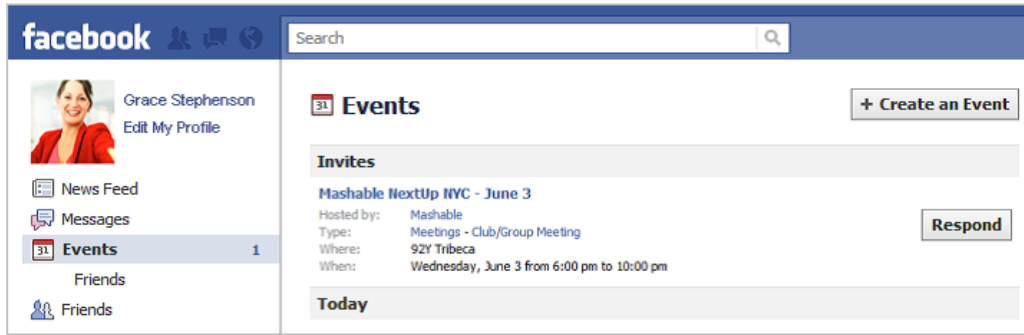 facebook
Search
Grace Stephenson
Edit My Profile
News Feed
Messages
31 Events 1
Friends
Friends
31 Events
+ Create an Event
Invites
Mashable NextUp NYC - June 3
Hosted by: Mashable
Type: Meetings - Club/Group Meeting
Where: 92Y Tribeca
When: Wednesday, June 3 from 6:00 pm to 10:00 pm
Respond
Today